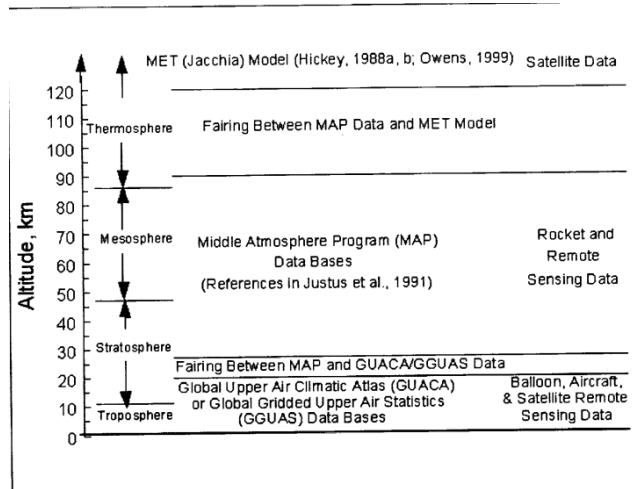 MET (Jacchia) Model (Hickey, 1988a, b; Owens, 1999) Satellite Data
120
Thermosphere
Fairing Between MAP Data and MET Model
110
100
90
80
Mesosphere
Middle Atmosphere Program (MAP)
Data Bases
(References in Justus et al., 1991)
Rocket and
Remote
Sensing Data
70
60
50
Altitude, km
40
30
Stratosphere
Fairing Between MAP and GUACA/GGUAS Data
20
Global Upper Air Climatic Atlas (GUACA)
or Global Gridded Upper Air Statistics
(GGUAS) Data Bases
Balloon, Aircraft,
& Satellite Remote
Sensing Data
10
Troposphere
0